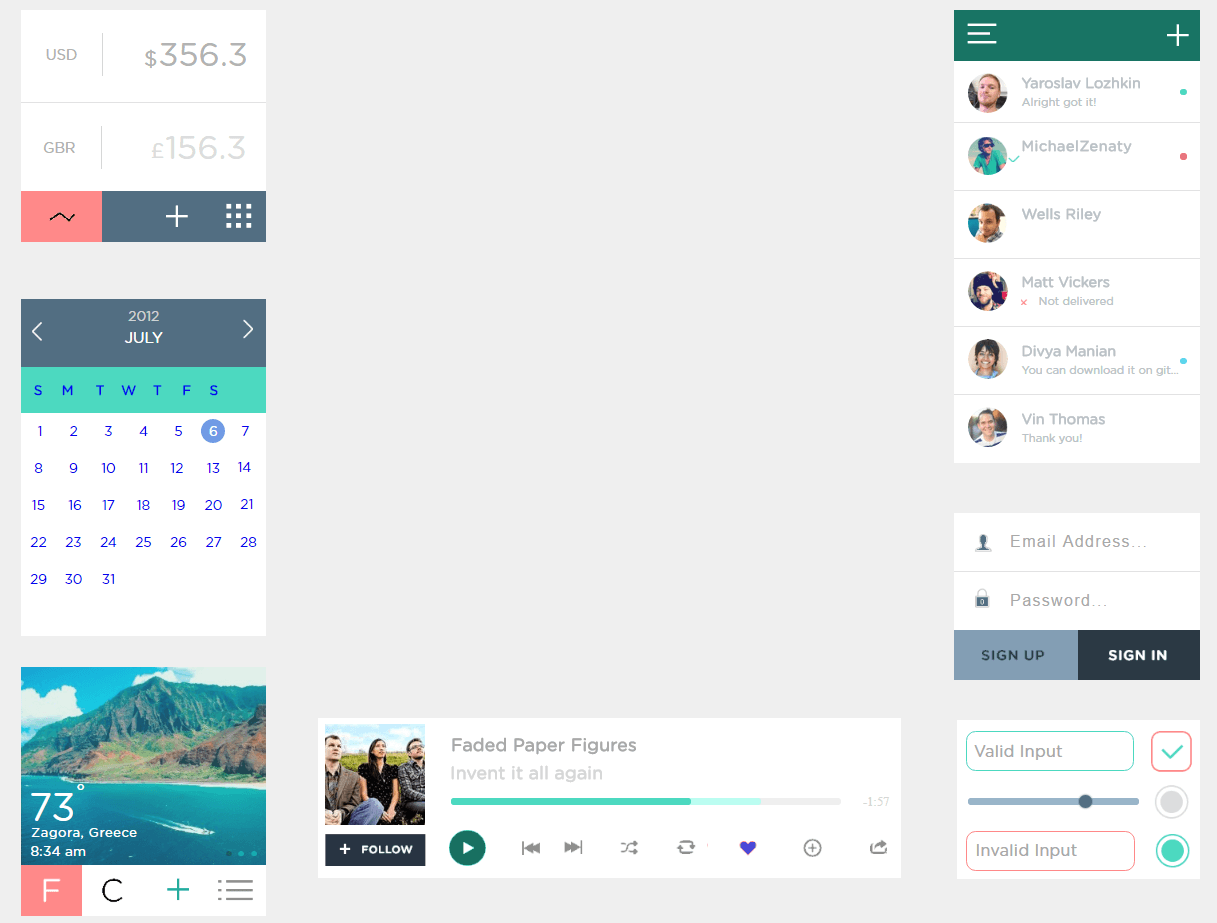 USD $356.3
GBR £156.3
2012
JULY
S M T W T F S
1 2 3 4 5 6 7
8 9 10 11 12 13 14
15 16 17 18 19 20 21
22 23 24 25 26 27 28
29 30 31
73°
Zagora, Greece
8:34 am
F C
Faded Paper Figures
Invent it all again
-1:57
FOLLOW
Yaroslav Lozhkin
Alright got it!
MichaelZenaty
Wells Riley
Matt Vickers
Not delivered
Divya Manian
You can download it on git...
Vin Thomas
Thank you!
Email Address...
Password...
SIGN UP SIGN IN
Valid Input
Invalid Input